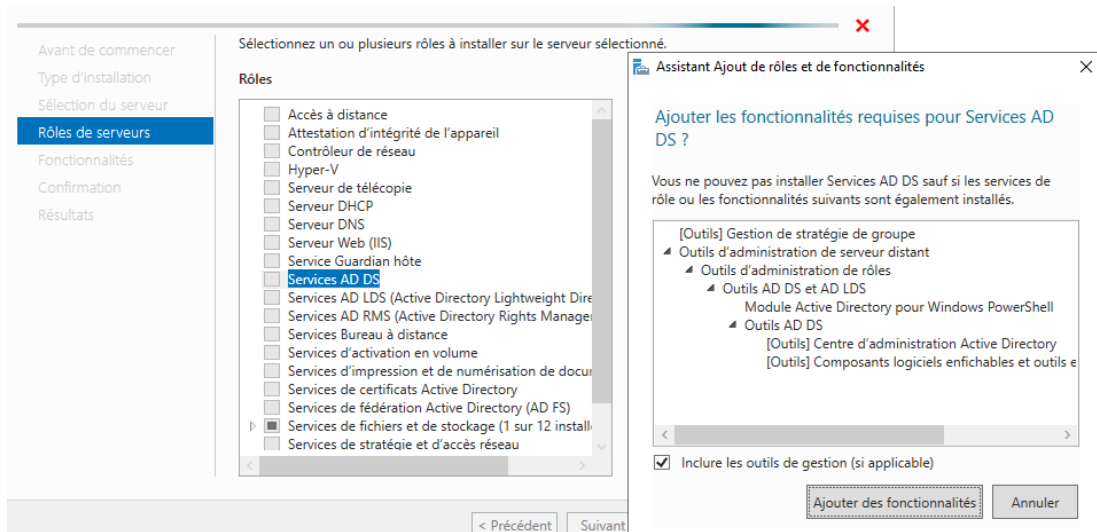 Avant de commencer
Type d'installation
Sélection du serveur
Rôles de serveurs
Fonctionnalités
Confirmation
Résultats
Sélectionnez un ou plusieurs rôles à installer sur le serveur sélectionné.
Rôles
Accès à distance
Attestation d'intégrité de l'appareil
Contrôleur de réseau
Hyper-V
Serveur de télécopie
Serveur DHCP
Serveur DNS
Serveur Web (IIS)
Service Guardian hôte
Services AD DS
Services AD LDS (Active Directory Lightweight Dire
Services AD RMS (Active Directory Rights Manage
Services Bureau à distance
Services d'activation en volume
Services d'impression et de numérisation de docu
Services de certificats Active Directory
Services de fédération Active Directory (AD FS)
Services de fichiers et de stockage (1 sur 12 install
Services de stratégie et d'accès réseau
< Précédent
Suivant
Assistant Ajout de rôles et de fonctionnalités
Ajouter les fonctionnalités requises pour Services AD
DS ?
Vous ne pouvez pas installer Services AD DS sauf si les services de
rôle ou les fonctionnalités suivants sont également installés.
[Outils] Gestion de stratégie de groupe
Outils d'administration de serveur distant
Outils d'administration de rôles
Outils AD DS et AD LDS
Module Active Directory pour Windows PowerShell
Outils AD DS
[Outils] Centre d'administration Active Directory
[Outils] Composants logiciels enfichables et outils e
Inclure les outils de gestion (si applicable)
Ajouter des fonctionnalités
Annuler